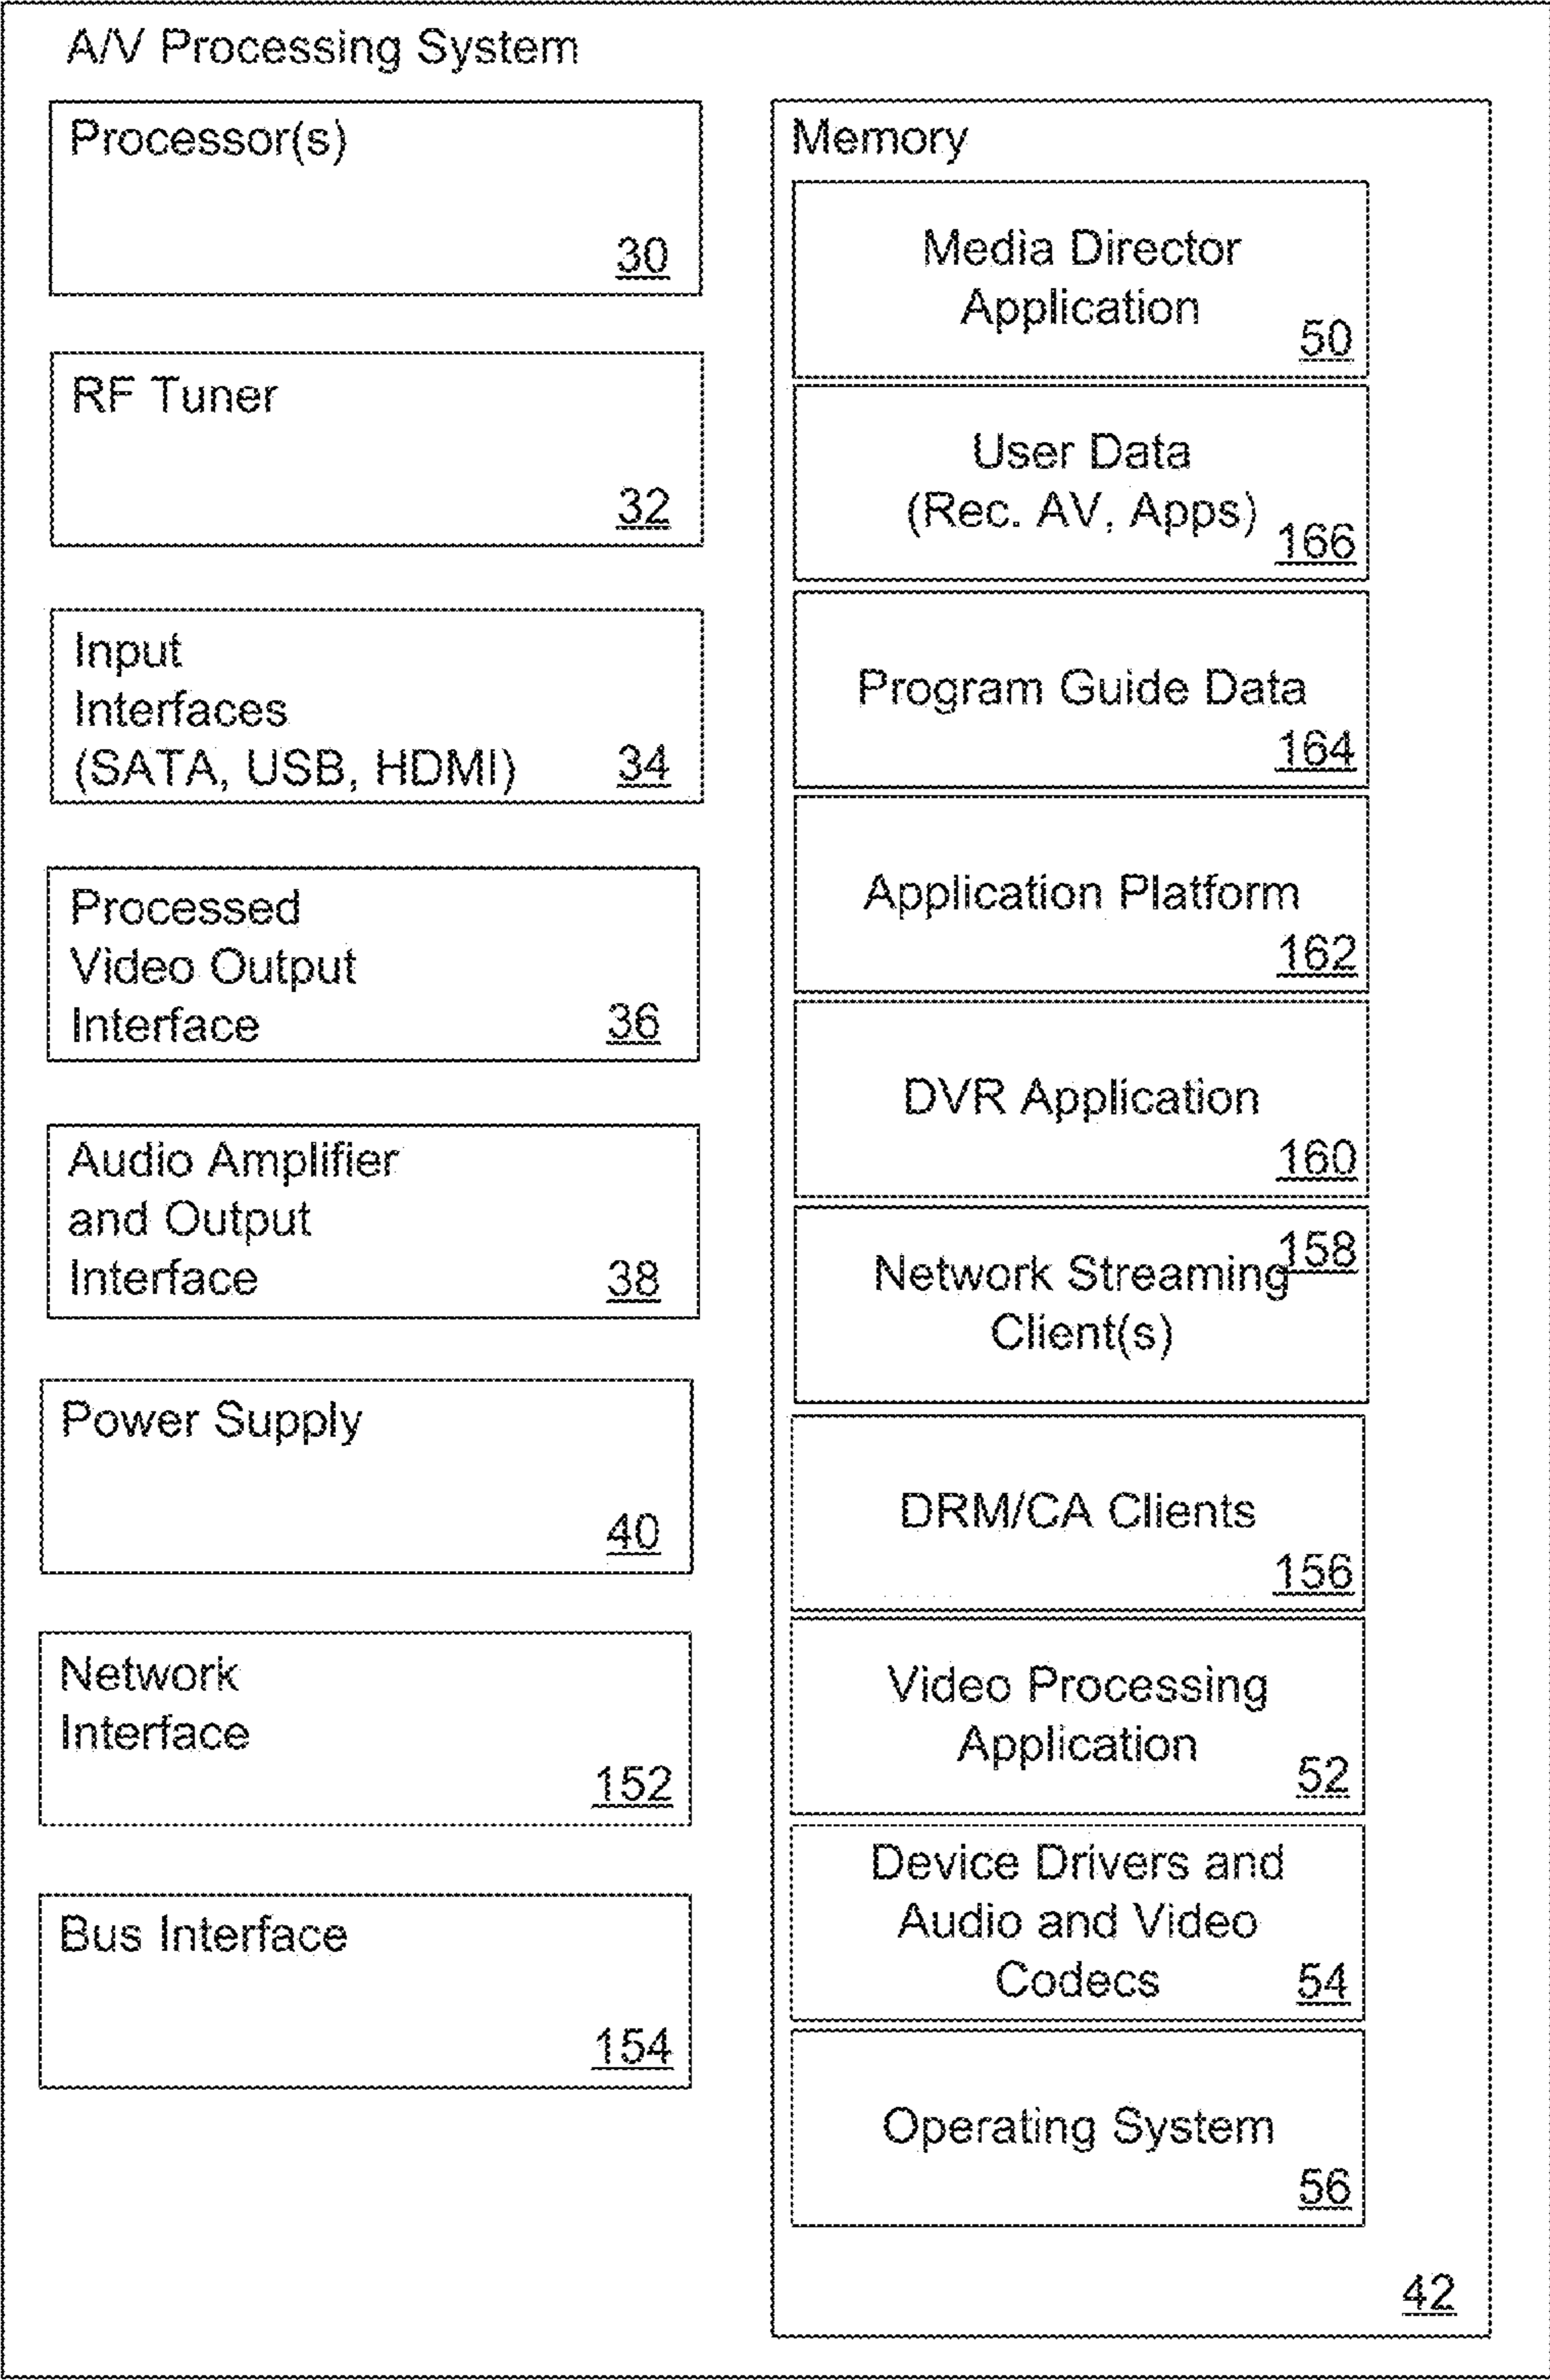 A/V Processing System
Processor(s)
30
RF Tuner
32
Input
Interfaces
(SATA, USB, HDMI)
34
Processed
Video Output
Interface
36
Audio Amplifier
and Output
Interface
38
Power Supply
40
Network
Interface
152
Bus Interface
154
Memory
Media Director
Application
50
User Data
(Rec. AV, Apps)
166
Program Guide Data
164
Application Platform
162
DVR Application
160
158
Network Streaming
Client(s)
DRM/CA Clients
156
Video Processing
Application
52
Device Drivers and
Audio and Video
Codecs
54
Operating System
56
42